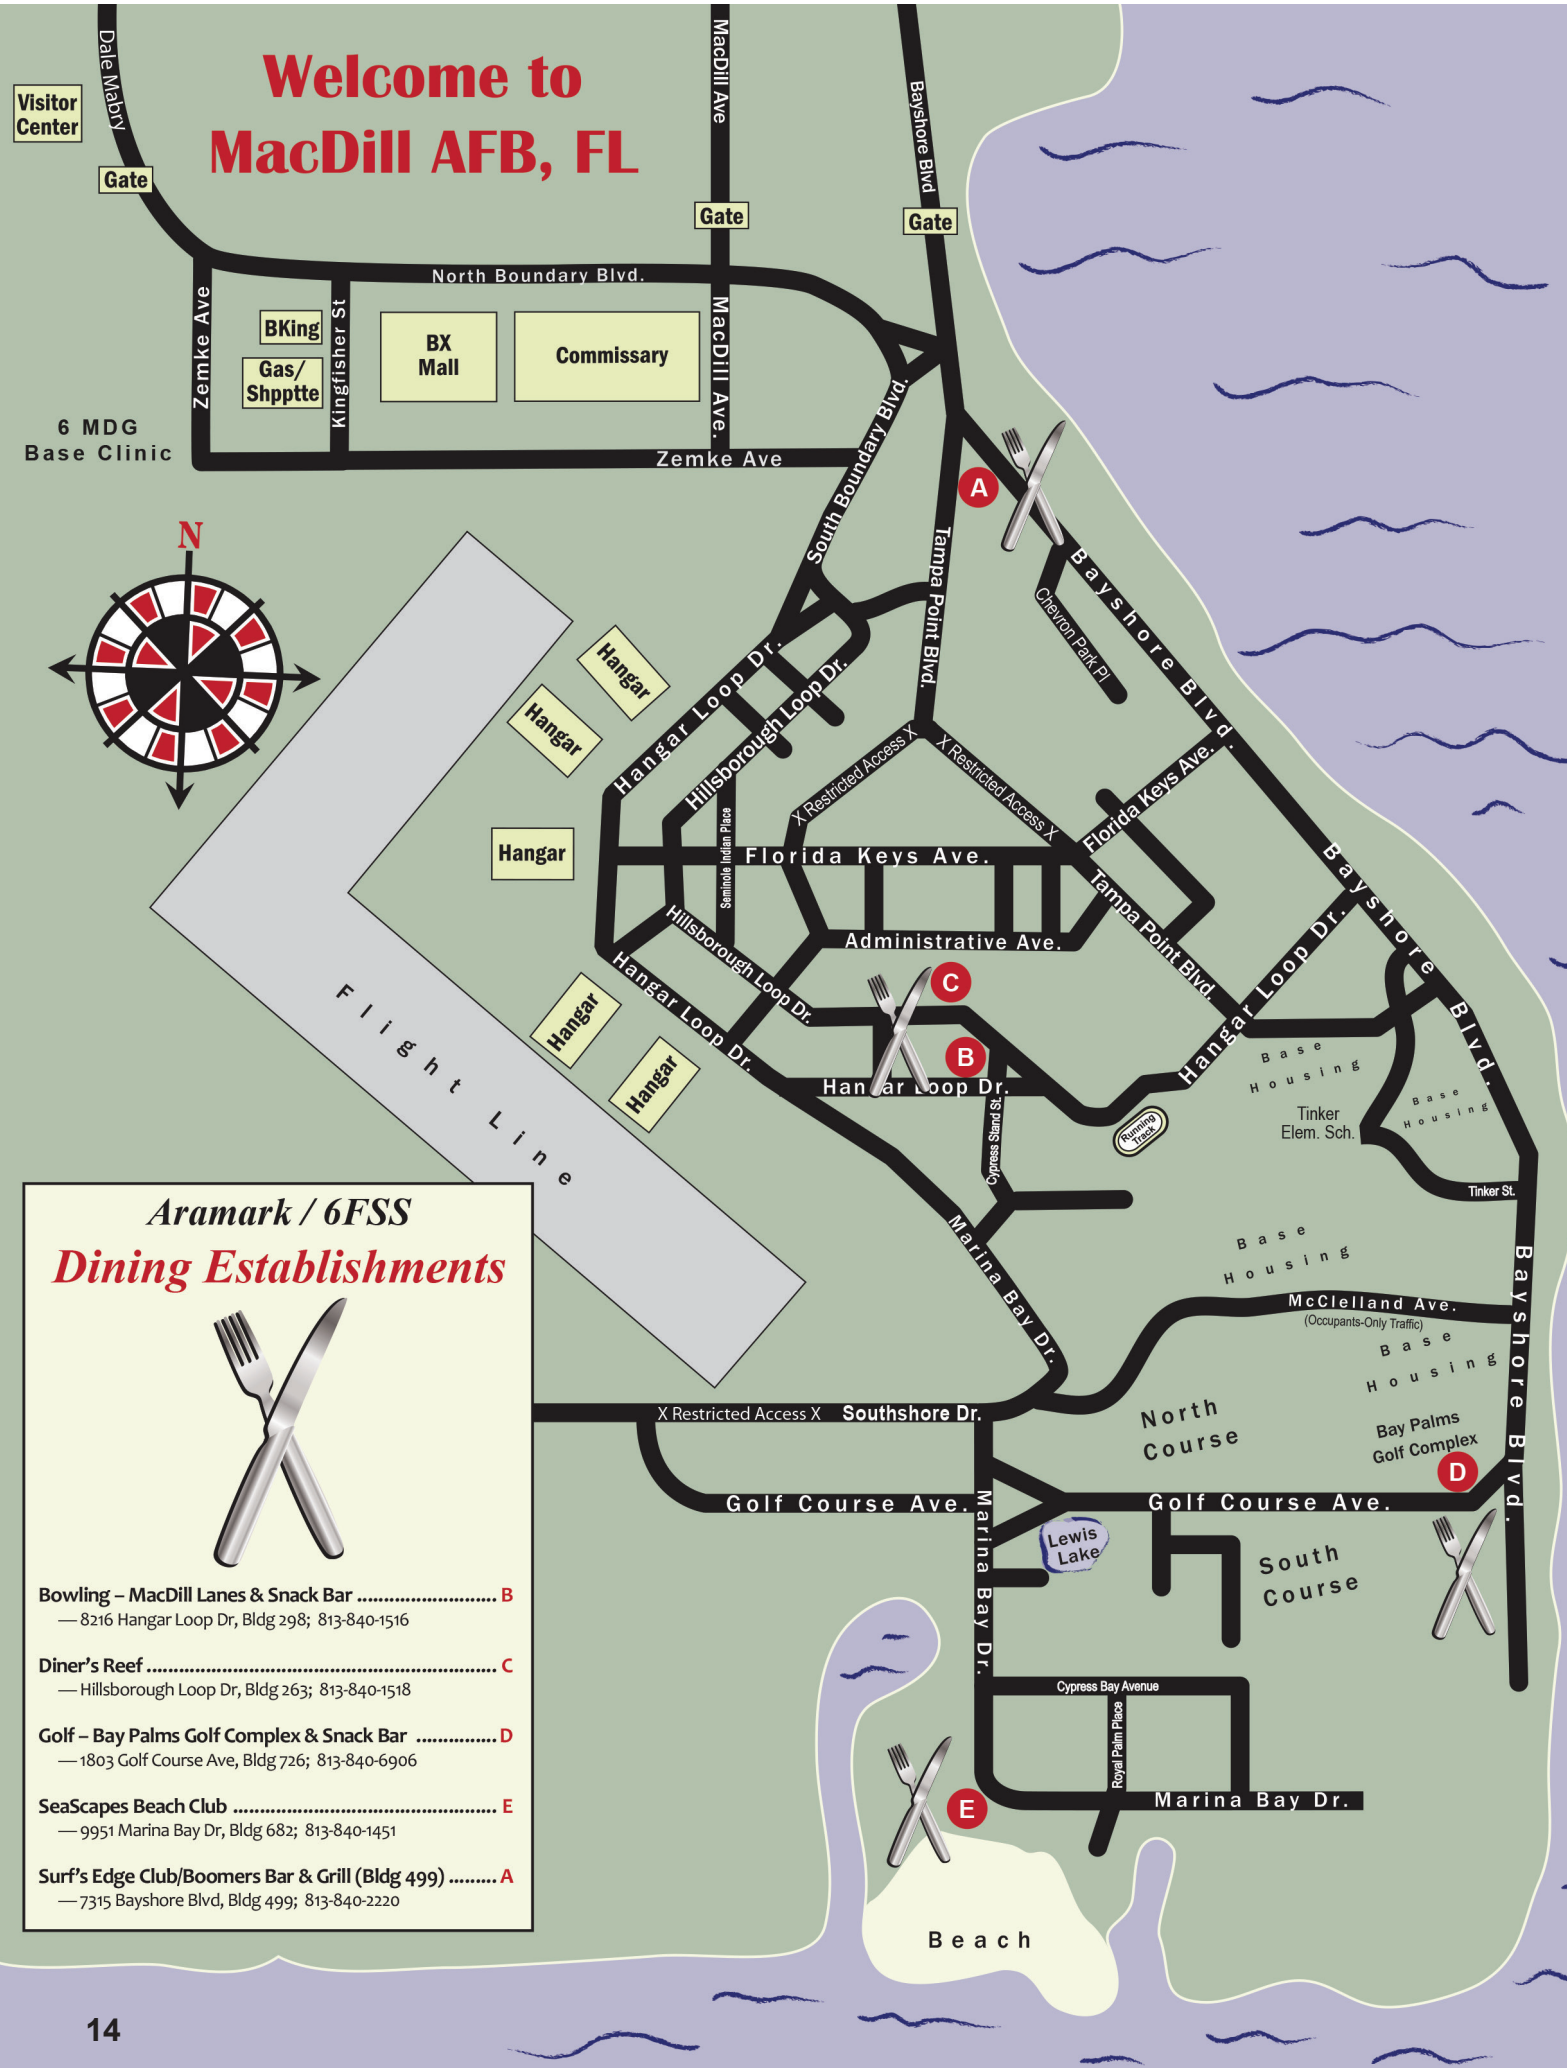 Welcome to
MacDill AFB, FL
Dale Mabry
MacDill Ave
Bayshore Blvd
Visitor
Center
Gate
Gate
Gate
North Boundary Blvd.
Zemke Ave
BKing
Gas/
Shpptte
Kingfisher St
BX
Mall
Commissary
MacDill Ave.
6 MDG
Base Clinic
Zemke Ave
South Boundary Blvd.
A
N
Tampa Point Blvd.
Bayshore Blvd.
Chevron Park Pl
Hangar
Hangar
Hangar Loop Dr.
Hillsborough Loop Dr.
X Restricted Access X
X Restricted Access X
Florida Keys Ave.
Hangar
Seminole Indian Place
Florida Keys Ave.
Tampa Point Blvd.
Bayshore Blvd.
Hillsborough Loop Dr.
Administrative Ave.
Hangar Loop Dr.
Hangar Loop Dr.
Hangar
Hangar
C
B
Hangar Loop Dr.
Cypress Stand St.
Running
Track
Base
Housing
Base
Housing
Tinker
Elem. Sch.
Tinker St.
Flight Line
Marina Bay Dr.
Base
Housing
McClelland Ave.
(Occupants-Only Traffic)
Base
Housing
Bayshore Blvd.
X Restricted Access X
Southshore Dr.
North
Course
Bay Palms
Golf Complex
D
Golf Course Ave.
Golf Course Ave.
Marina Bay Dr.
Lewis
Lake
South
Course
Cypress Bay Avenue
Royal Palm Place
Marina Bay Dr.
E
Beach
Aramark / 6FSS
Dining Establishments
Bowling – MacDill Lanes & Snack Bar .......................... B
— 8216 Hangar Loop Dr, Bldg 298; 813-840-1516
Diner's Reef ................................................................ C
— Hillsborough Loop Dr, Bldg 263; 813-840-1518
Golf – Bay Palms Golf Complex & Snack Bar ............... D
— 1803 Golf Course Ave, Bldg 726; 813-840-6906
SeaScapes Beach Club ................................................. E
— 9951 Marina Bay Dr, Bldg 682; 813-840-1451
Surf's Edge Club/Boomers Bar & Grill (Bldg 499) ......... A
— 7315 Bayshore Blvd, Bldg 499; 813-840-2220
14